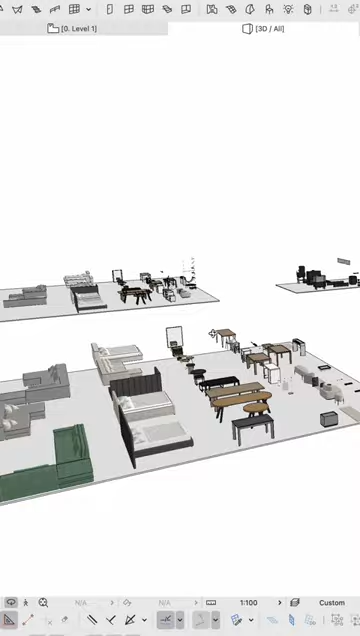 [0. Level 1]
[3D / All]
N/A
N/A
1:100
Custom